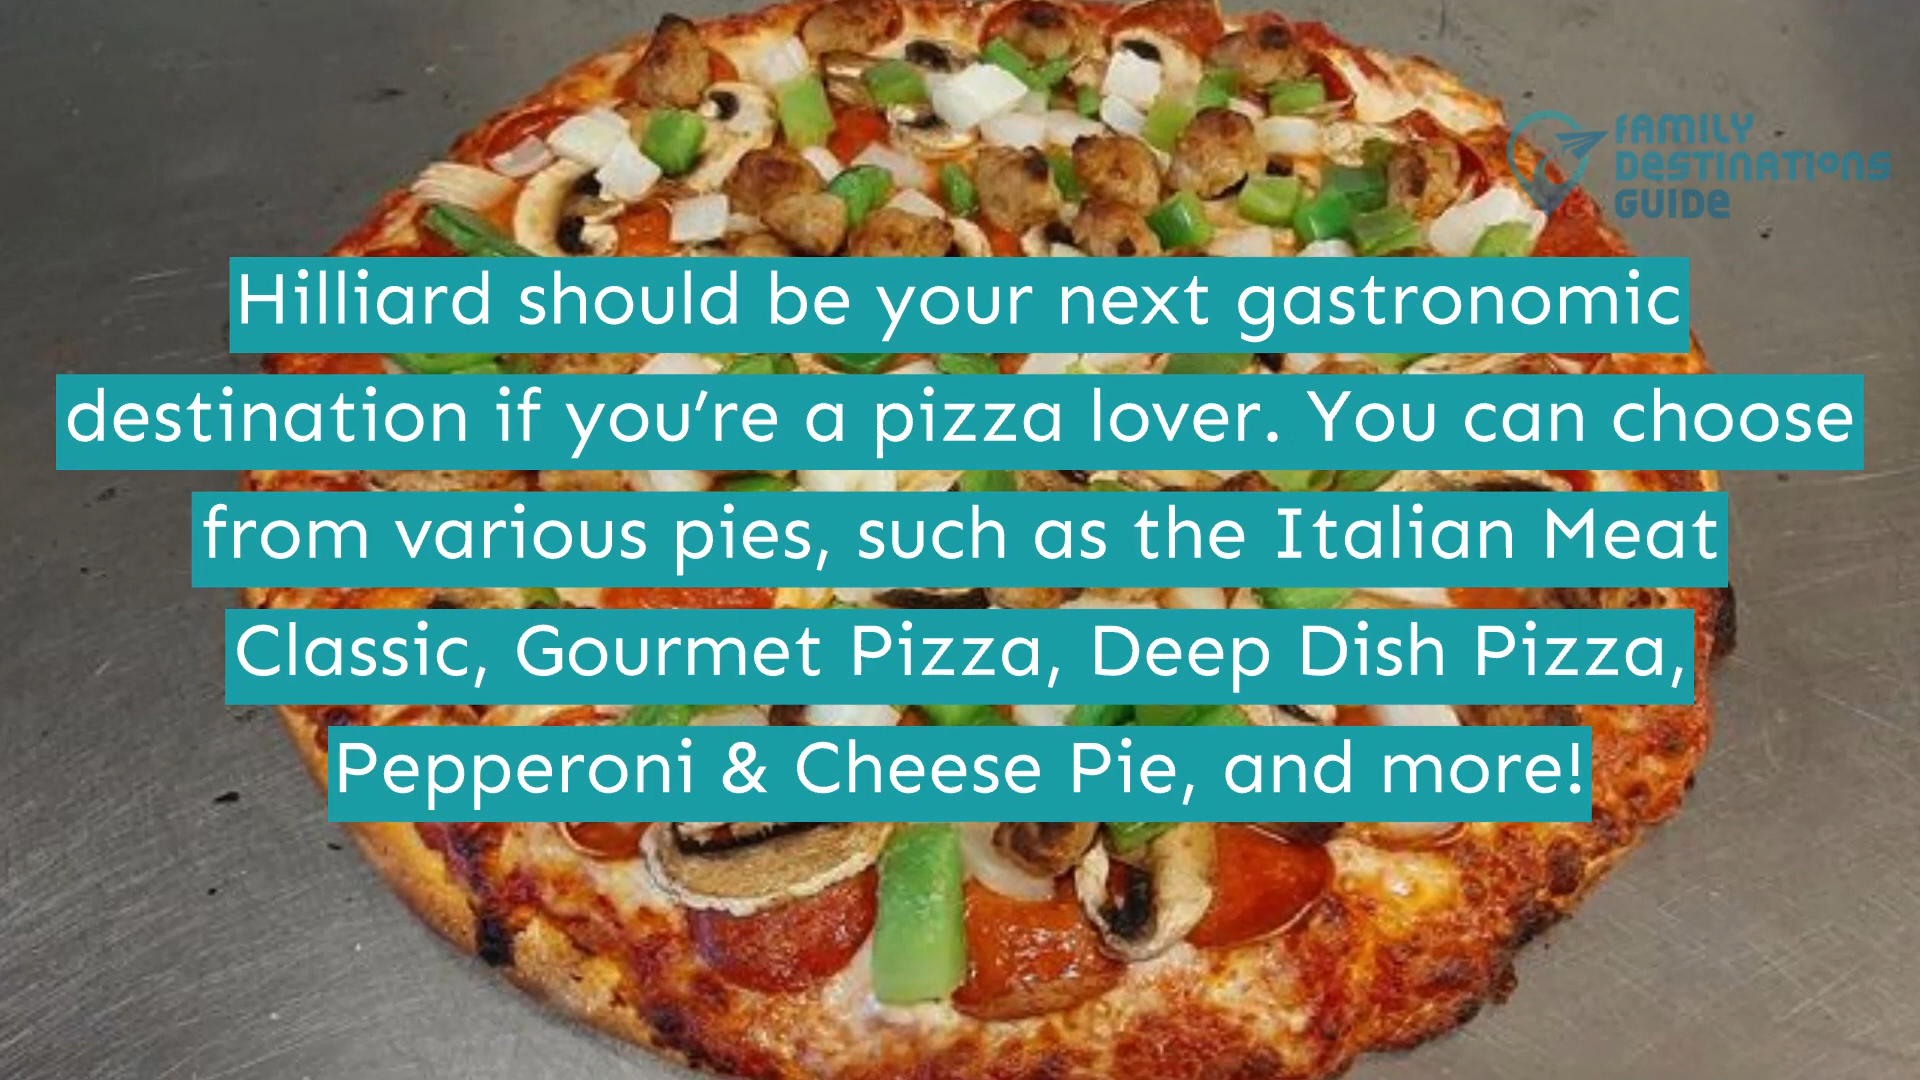 FAMILY
DESTINATIONS
GUIDE
Hilliard should be your next gastronomic
destination if you’re a pizza lover. You can choose
from various pies, such as the Italian Meat
Classic, Gourmet Pizza, Deep Dish Pizza,
Pepperoni & Cheese Pie, and more!